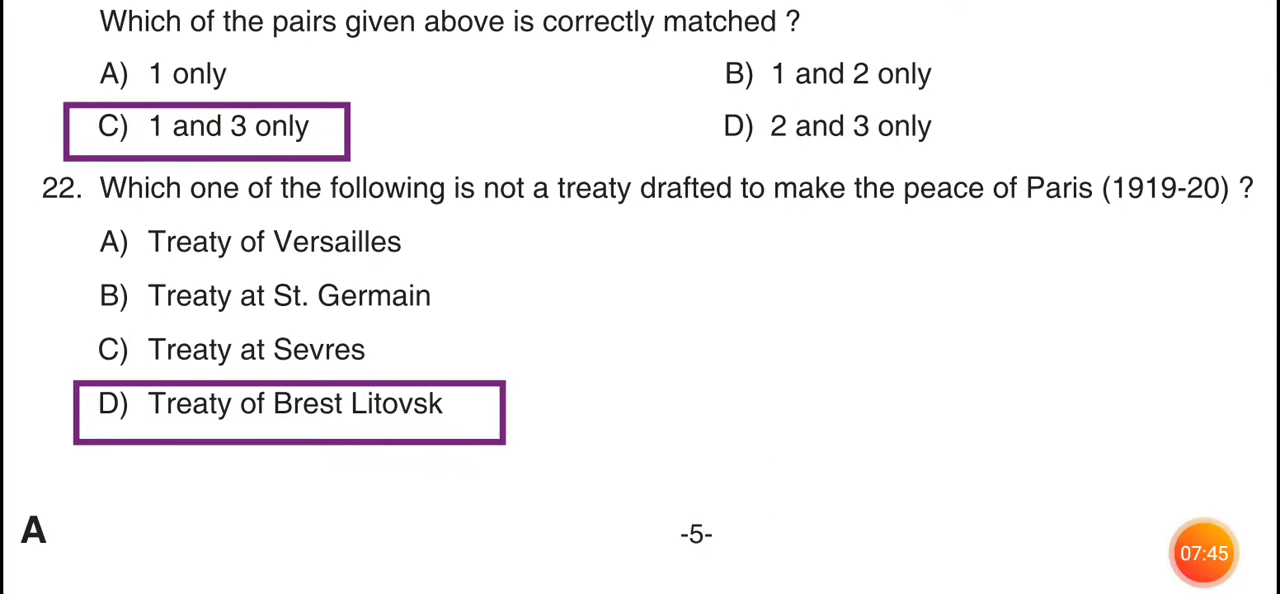 Which of the pairs given above is correctly matched ?
A) 1 only
B) 1 and 2 only
C) 1 and 3 only
D) 2 and 3 only
22. Which one of the following is not a treaty drafted to make the peace of Paris (1919-20) ?
A) Treaty of Versailles
B) Treaty at St. Germain
C) Treaty at Sevres
D) Treaty of Brest Litovsk
A
-5-
07:45